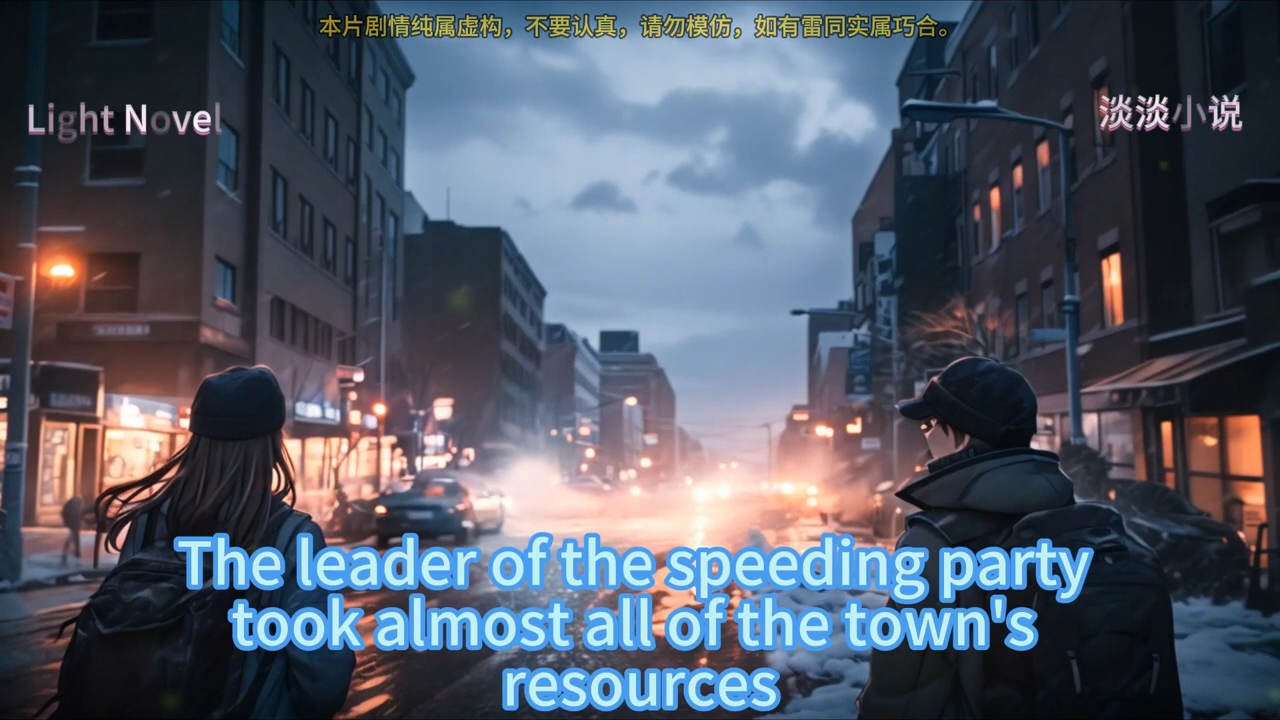 本片剧情纯属虚构，不要认真，请勿模仿，如有雷同实属巧合。
Light Novel
淡淡小说
The leader of the speeding party
took almost all of the town's
resources